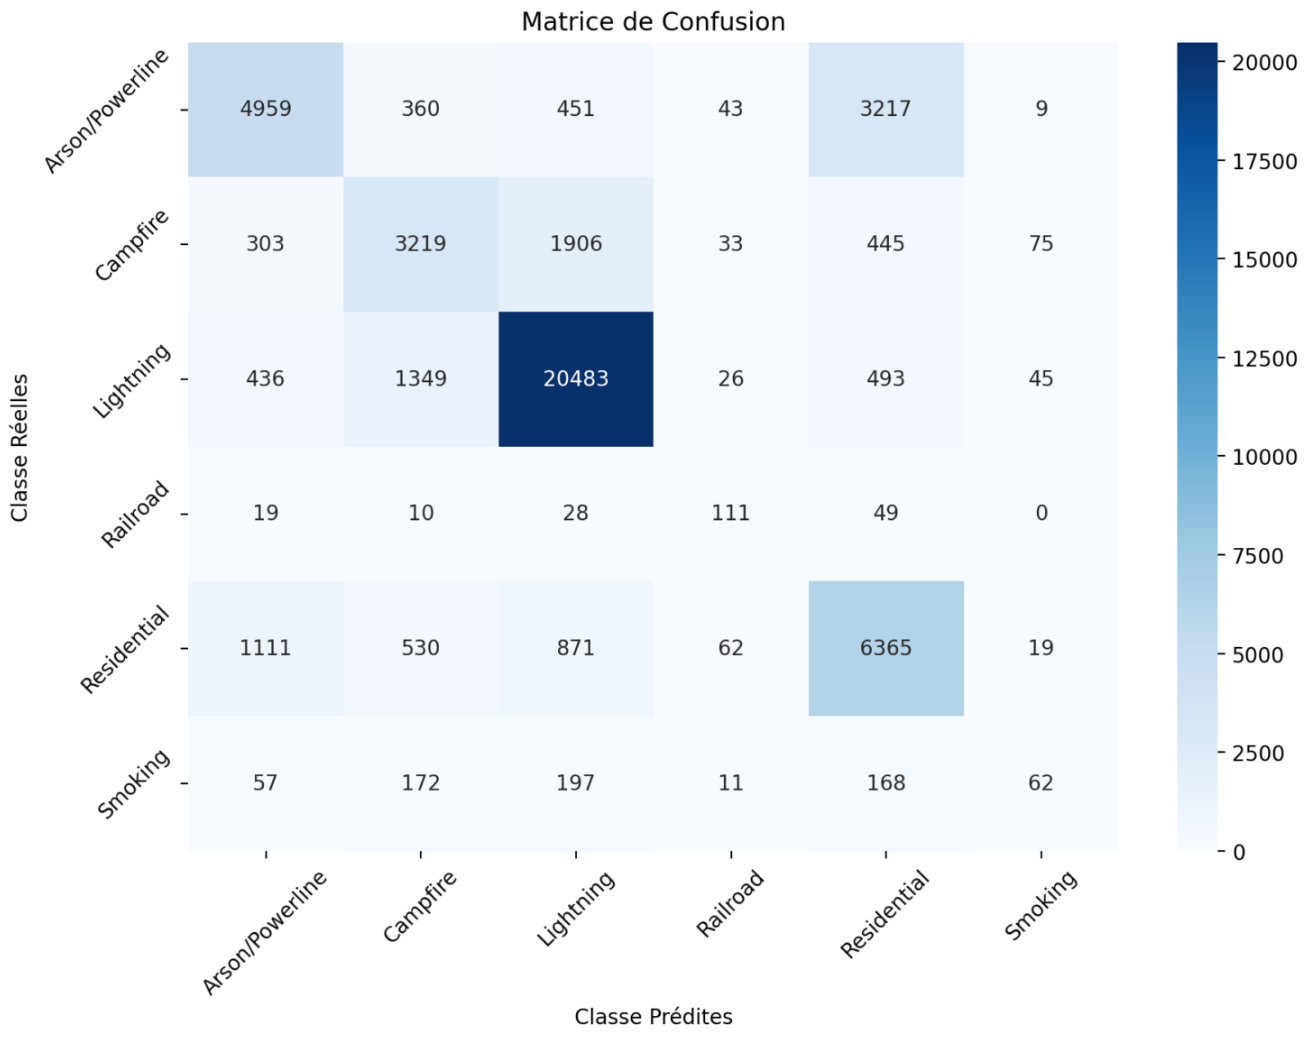 Matrice de Confusion
Arson/Powerline 4959 360 451 43 3217 9
Campfire 303 3219 1906 33 445 75
Lightning 436 1349 20483 26 493 45
Railroad 19 10 28 111 49 0
Residential 1111 530 871 62 6365 19
Smoking 57 172 197 11 168 62
Classe Réelles
Arson/Powerline Campfire Lightning Railroad Residential Smoking
Classe Prédites
20000
17500
15000
12500
10000
7500
5000
2500
0